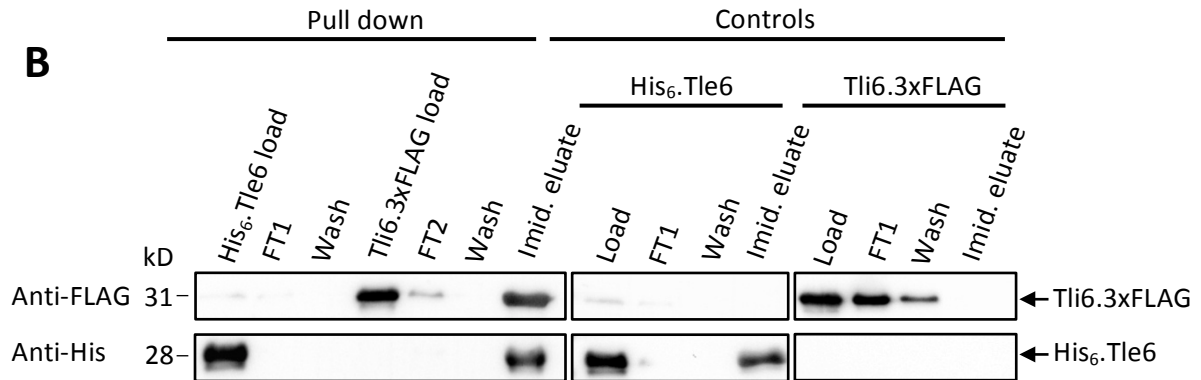 B
Pull down
Controls
His₆.Tle6
Tli6.3xFLAG
His₆.Tle6 load
FT1
Wash
Tli6.3xFLAG load
FT2
Wash
Imid. eluate
Load
FT1
Wash
Imid. eluate
Load
FT1
Wash
Imid. eluate
kD
Anti-FLAG 31 Tli6.3xFLAG
Anti-His 28 His₆.Tle6